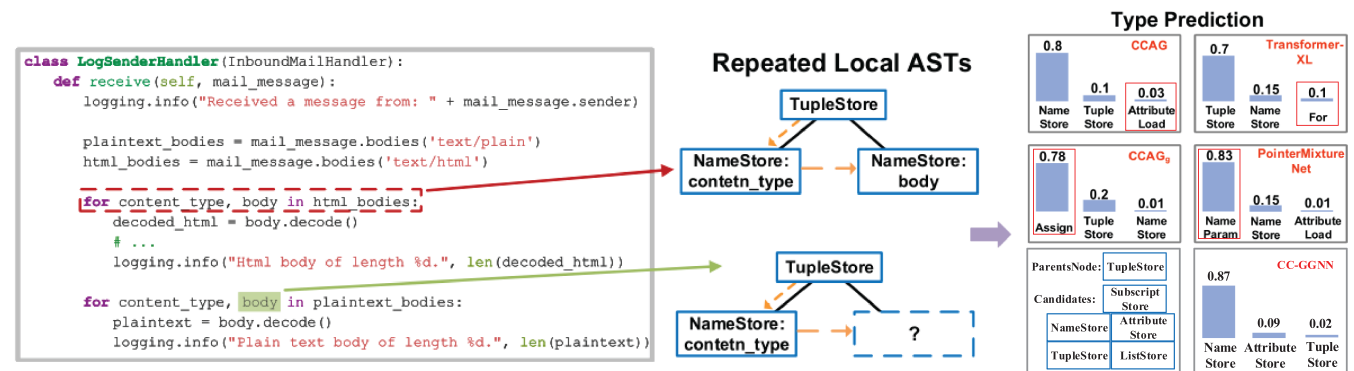 class LogSenderHandler(InboundMailHandler):
def receive(self, mail_message):
logging.info("Received a message from: " + mail_message.sender)
plaintext_bodies = mail_message.bodies('text/plain')
html_bodies = mail_message.bodies('text/html')
for content_type, body in html_bodies:
decoded_html = body.decode()
# ...
logging.info("Html body of length %d.", len(decoded_html))
for content_type, body in plaintext_bodies:
plaintext = body.decode()
logging.info("Plain text body of length %d.", len(plaintext))
Repeated Local ASTs
TupleStore
NameStore:
contetn_type
NameStore:
body
TupleStore
NameStore:
contetn_type
?
Type Prediction
CCAG
0.8
0.1
0.03
Name
Store
Tuple
Store
Attribute
Load
Transformer-
XL
0.7
0.15
0.1
Tuple
Store
Name
Store
For
CCAGg
0.78
0.2
0.01
Assign
Tuple
Store
Name
Store
PointerMixture
Net
0.83
0.15
0.01
Name
Param
Name
Store
Attribute
Load
ParentsNode:
TupleStore
Candidates:
Subscript
Store
NameStore
Attribute
Store
TupleStore
ListStore
CC-GGNN
0.87
0.09
0.02
Name
Store
Attribute
Store
Tuple
Store